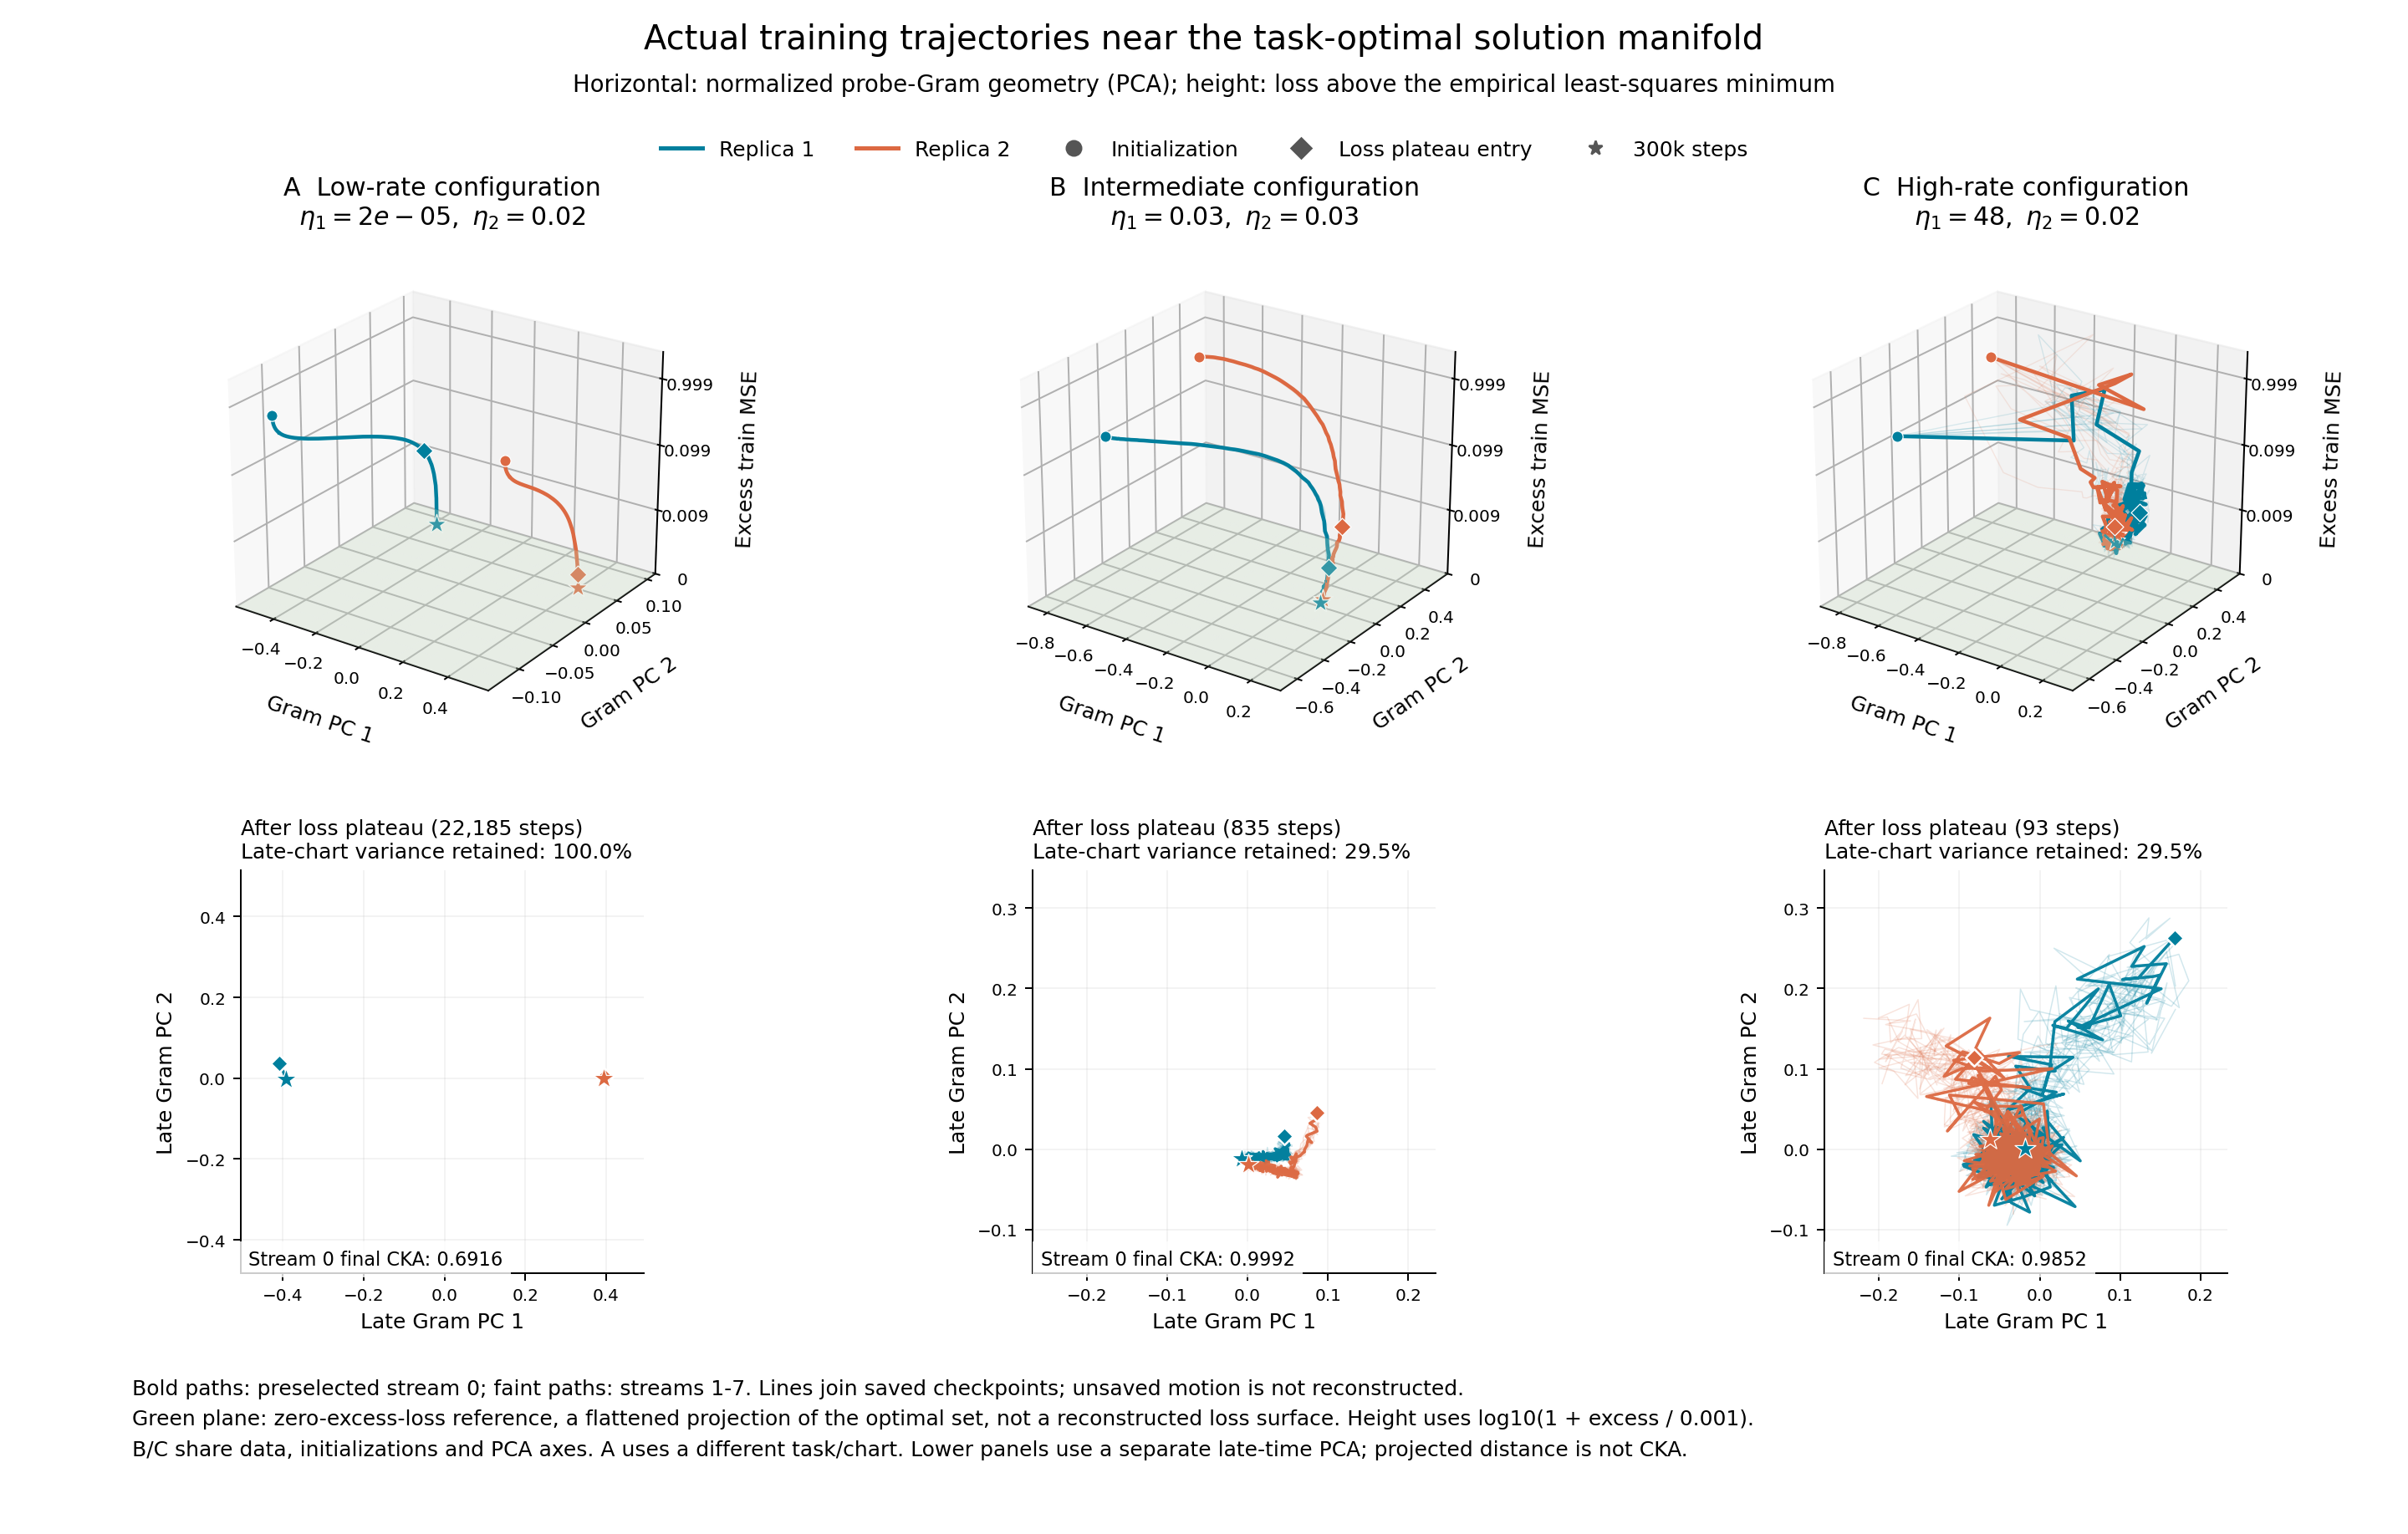 Actual training trajectories near the task-optimal solution manifold
Horizontal: normalized probe-Gram geometry (PCA); height: loss above the empirical least-squares minimum
Replica 1 Replica 2 Initialization Loss plateau entry 300k steps
A Low-rate configuration
η₁ = 2e − 05, η₂ = 0.02
B Intermediate configuration
η₁ = 0.03, η₂ = 0.03
C High-rate configuration
η₁ = 48, η₂ = 0.02
0.999
0.099
0.009
0
Excess train MSE
−0.4
−0.2
0.0
0.2
0.4
Gram PC 1
−0.10
−0.05
0.00
0.05
0.10
Gram PC 2
0.999
0.099
0.009
0
Excess train MSE
−0.8
−0.6
−0.4
−0.2
0.0
0.2
Gram PC 1
−0.6
−0.4
−0.2
0.0
0.2
0.4
Gram PC 2
0.999
0.099
0.009
0
Excess train MSE
−0.8
−0.6
−0.4
−0.2
0.0
0.2
Gram PC 1
−0.6
−0.4
−0.2
0.0
0.2
0.4
Gram PC 2
After loss plateau (22,185 steps)
Late-chart variance retained: 100.0%
0.4
0.2
0.0
−0.2
−0.4
Late Gram PC 2
Stream 0 final CKA: 0.6916
−0.4 −0.2 0.0 0.2 0.4
Late Gram PC 1
After loss plateau (835 steps)
Late-chart variance retained: 29.5%
0.3
0.2
0.1
0.0
−0.1
Late Gram PC 2
Stream 0 final CKA: 0.9992
−0.2 −0.1 0.0 0.1 0.2
Late Gram PC 1
After loss plateau (93 steps)
Late-chart variance retained: 29.5%
0.3
0.2
0.1
0.0
−0.1
Late Gram PC 2
Stream 0 final CKA: 0.9852
−0.2 −0.1 0.0 0.1 0.2
Late Gram PC 1
Bold paths: preselected stream 0; faint paths: streams 1-7. Lines join saved checkpoints; unsaved motion is not reconstructed.
Green plane: zero-excess-loss reference, a flattened projection of the optimal set, not a reconstructed loss surface. Height uses log10(1 + excess / 0.001).
B/C share data, initializations and PCA axes. A uses a different task/chart. Lower panels use a separate late-time PCA; projected distance is not CKA.